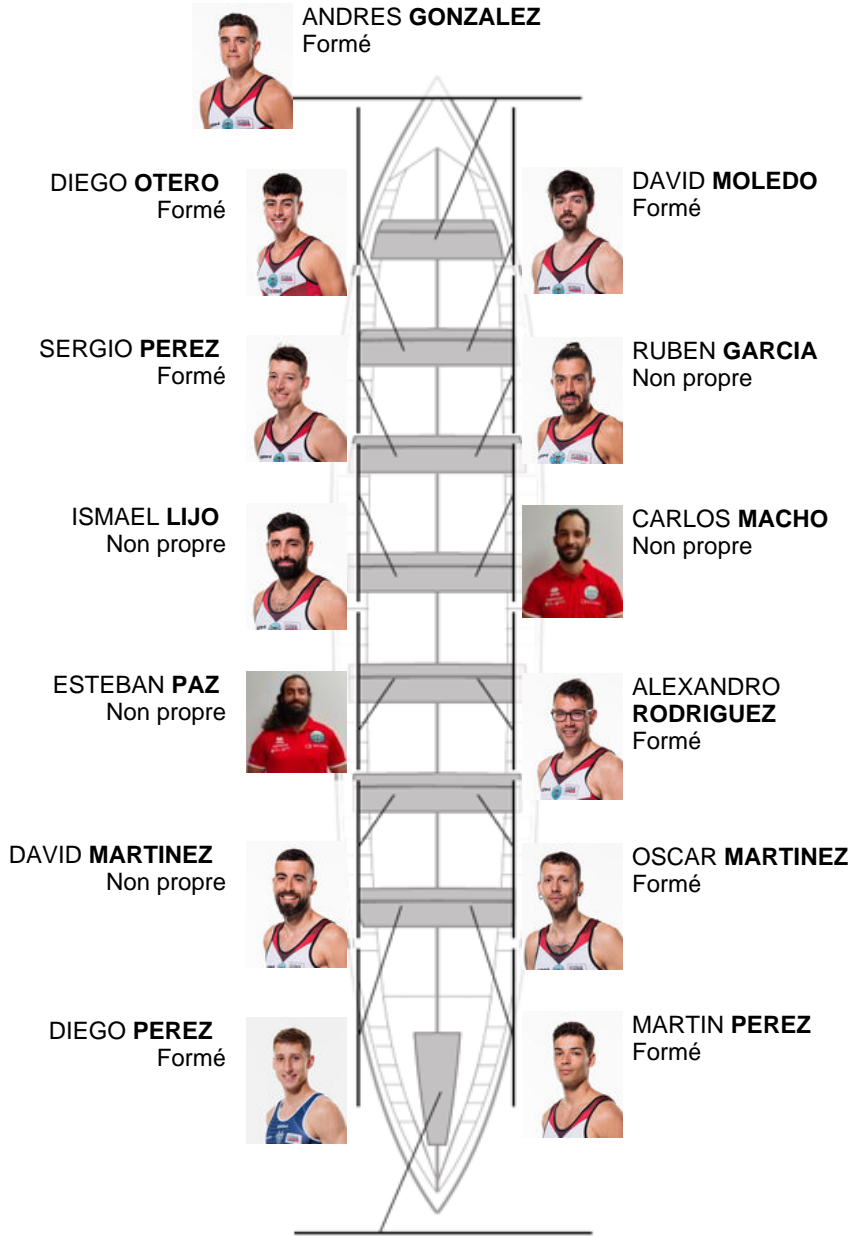 ANDRES GONZALEZ
Formé
DIEGO OTERO
Formé
DAVID MOLEDO
Formé
SERGIO PEREZ
Formé
RUBEN GARCIA
Non propre
ISMAEL LIJO
Non propre
CARLOS MACHO
Non propre
ESTEBAN PAZ
Non propre
ALEXANDRO
RODRIGUEZ
Formé
DAVID MARTINEZ
Non propre
OSCAR MARTINEZ
Formé
DIEGO PEREZ
Formé
MARTIN PEREZ
Formé